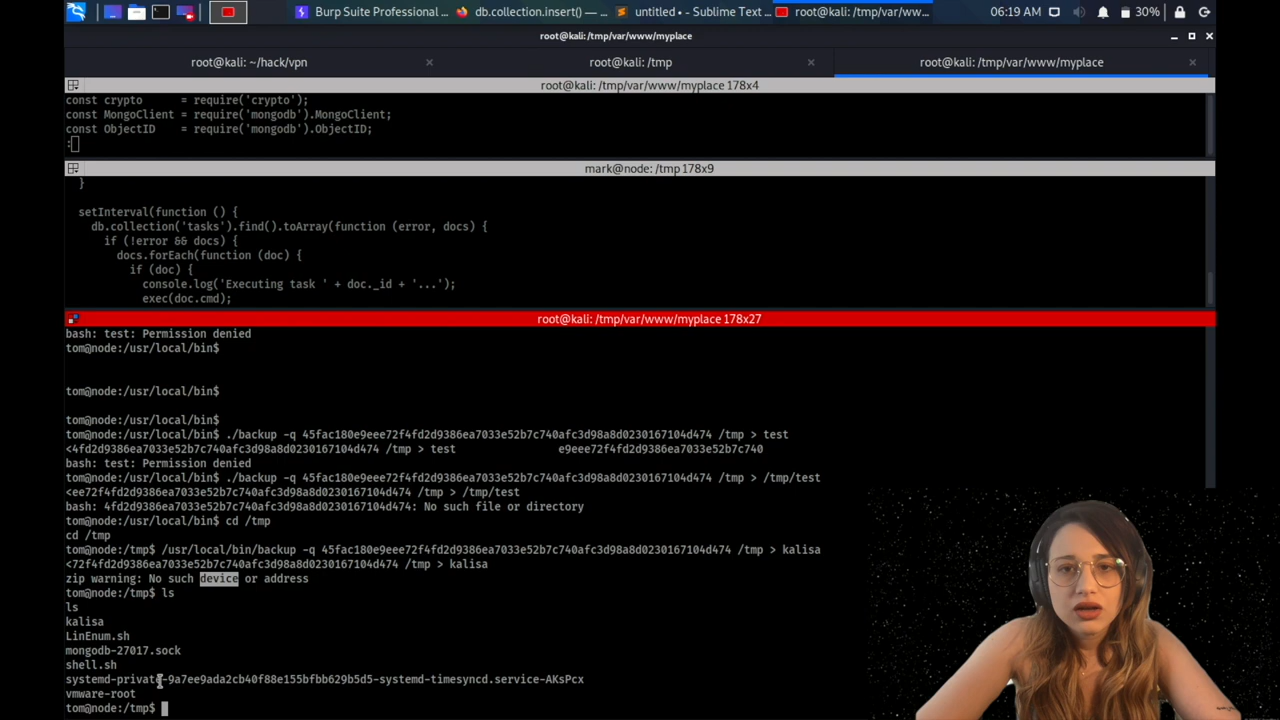 Burp Suite Professional ...
db.collection.insert() —...
untitled • - Sublime Text ...
root@kali: /tmp/var/ww...
06:19 AM
30%
root@kali: /tmp/var/www/myplace
root@kali: ~/hack/vpn
root@kali: /tmp
root@kali: /tmp/var/www/myplace
root@kali: /tmp/var/www/myplace 178x4
const crypto      = require('crypto');
const MongoClient = require('mongodb').MongoClient;
const ObjectID    = require('mongodb').ObjectID;
:
mark@node: /tmp 178x9
}
setInterval(function () {
db.collection('tasks').find().toArray(function (error, docs) {
if (!error && docs) {
docs.forEach(function (doc) {
if (doc) {
console.log('Executing task ' + doc._id + '...');
exec(doc.cmd);
root@kali: /tmp/var/www/myplace 178x27
bash: test: Permission denied
tom@node:/usr/local/bin$
tom@node:/usr/local/bin$
tom@node:/usr/local/bin$
tom@node:/usr/local/bin$ ./backup -q 45fac180e9eee72f4fd2d9386ea7033e52b7c740afc3d98a8d0230167104d474 /tmp > test
<4fd2d9386ea7033e52b7c740afc3d98a8d0230167104d474 /tmp > test               e9eee72f4fd2d9386ea7033e52b7c740
bash: test: Permission denied
tom@node:/usr/local/bin$ ./backup -q 45fac180e9eee72f4fd2d9386ea7033e52b7c740afc3d98a8d0230167104d474 /tmp > /tmp/test
<ee72f4fd2d9386ea7033e52b7c740afc3d98a8d0230167104d474 /tmp > /tmp/test
bash: 4fd2d9386ea7033e52b7c740afc3d98a8d0230167104d474: No such file or directory
tom@node:/usr/local/bin$ cd /tmp
cd /tmp
tom@node:/tmp$ /usr/local/bin/backup -q 45fac180e9eee72f4fd2d9386ea7033e52b7c740afc3d98a8d0230167104d474 /tmp > kalisa
<72f4fd2d9386ea7033e52b7c740afc3d98a8d0230167104d474 /tmp > kalisa
zip warning: No such device or address
tom@node:/tmp$ ls
ls
kalisa
LinEnum.sh
mongodb-27017.sock
shell.sh
systemd-private-9a7ee9ada2cb40f88e155bfbb629b5d5-systemd-timesyncd.service-AKsPcx
vmware-root
tom@node:/tmp$